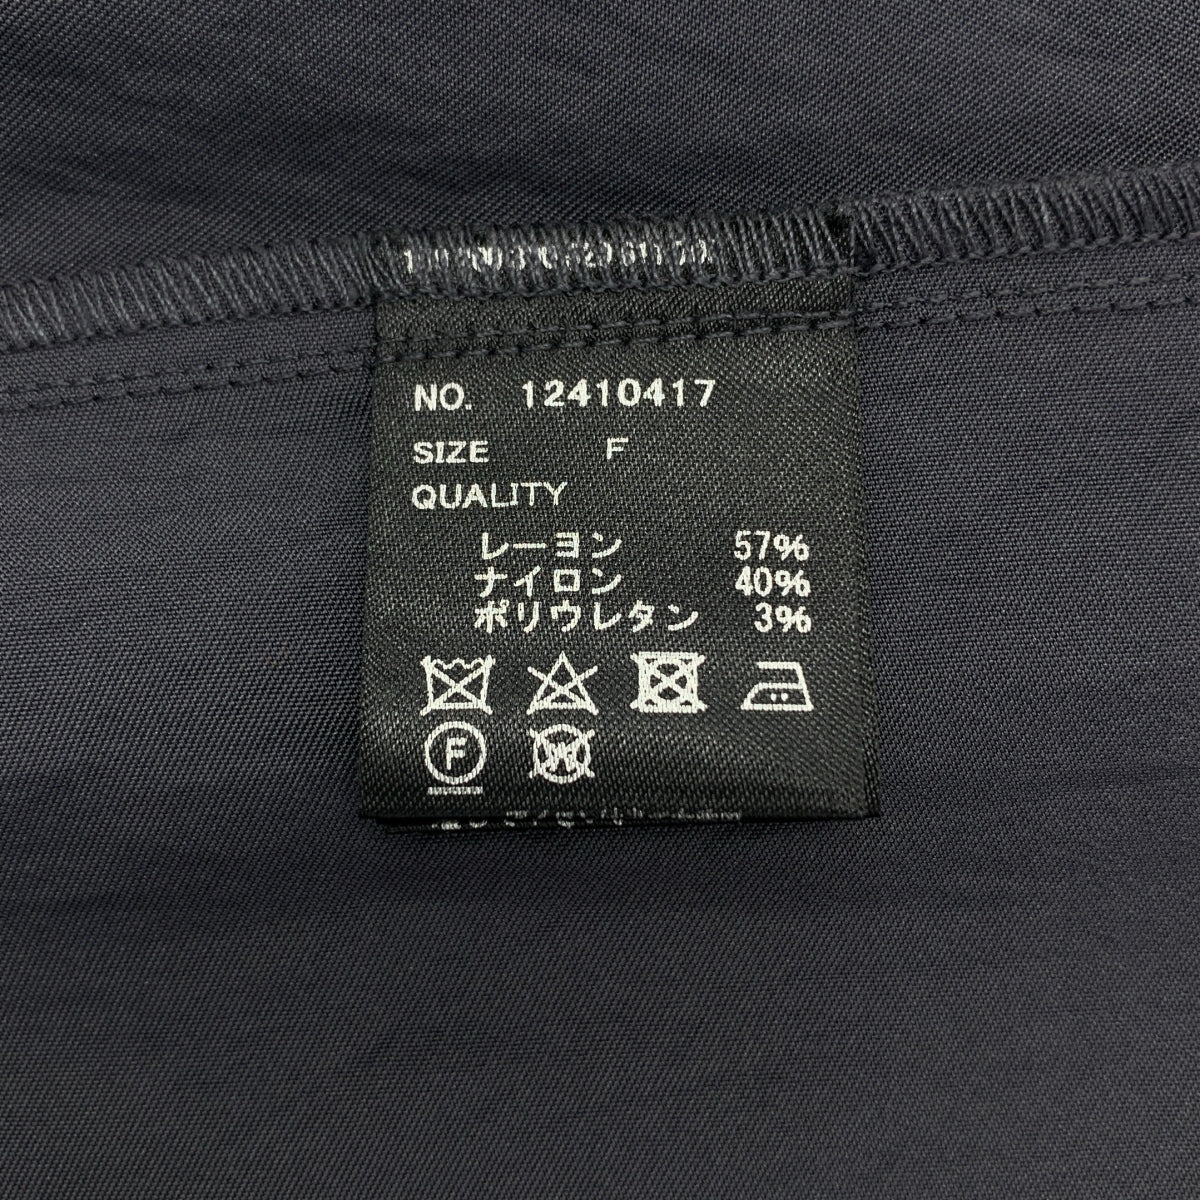 NO. 12410417
SIZE F
QUALITY
レーヨン 57%
ナイロン 40%
ポリウレタン 3%
F
W